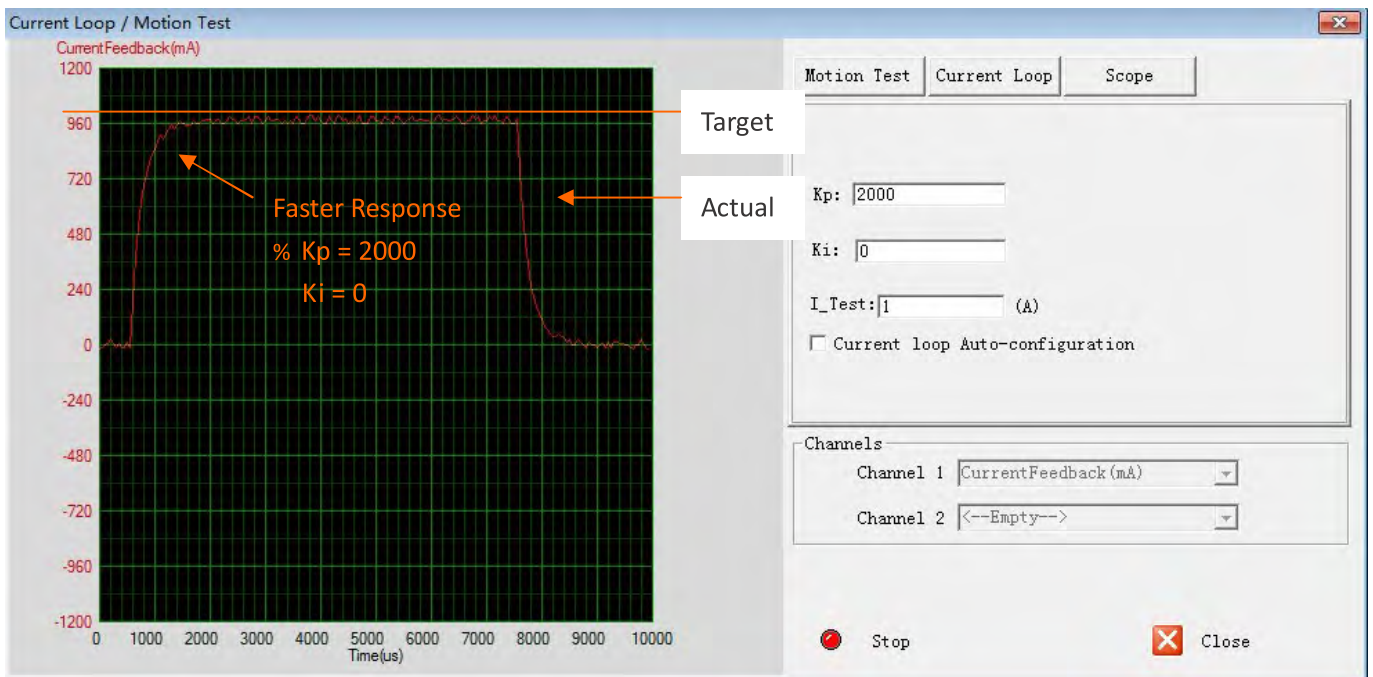 Current Loop / Motion Test
CurrentFeedback(mA)
1200
960
720
480
240
0
-240
-480
-720
-960
-1200
0 1000 2000 3000 4000 5000 6000 7000 8000 9000 10000
Time(us)
Faster Response
% Kp = 2000
Ki = 0
Target
Actual
Motion Test Current Loop Scope
Kp: 2000
Ki: 0
I_Test: 1 (A)
Current loop Auto-configuration
Channels
Channel 1 CurrentFeedback(mA)
Channel 2 <--Empty-->
Stop Close